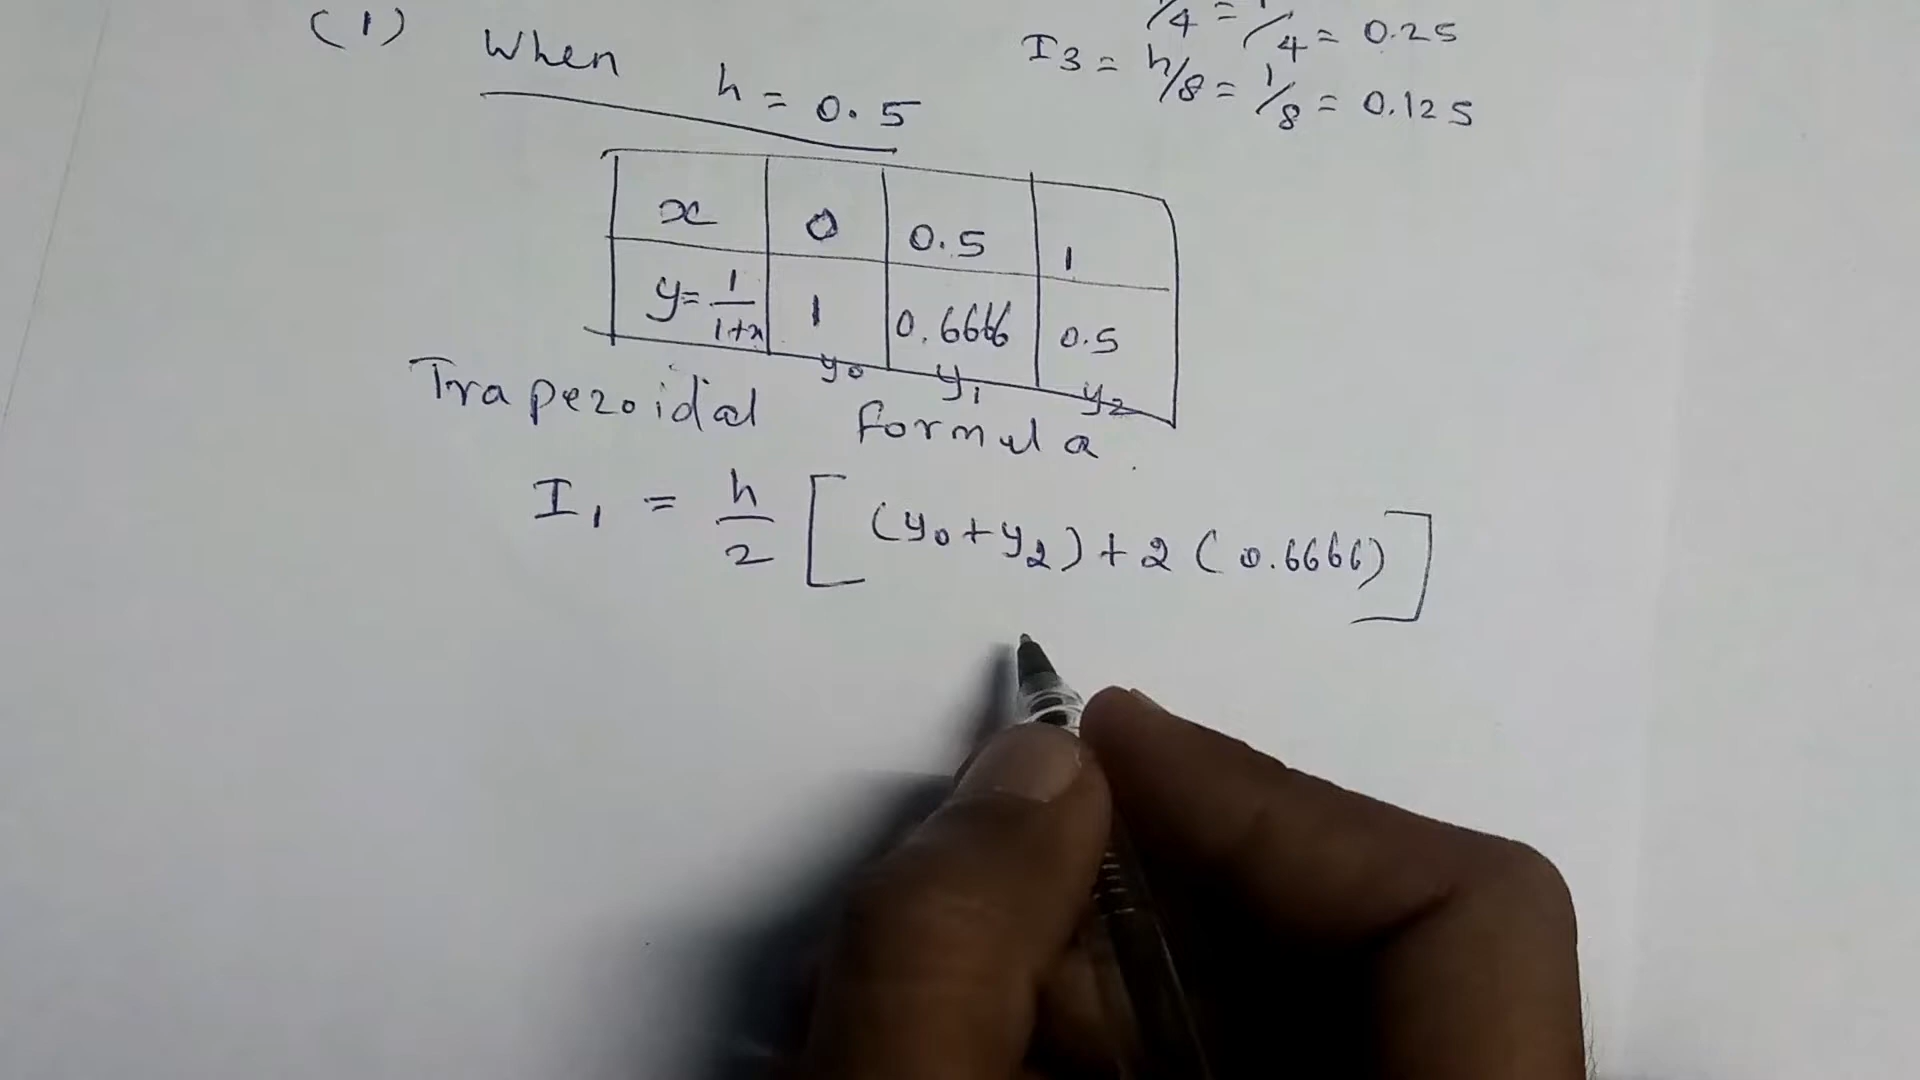 /4 = 1/4 = 0.25
I3 = h/8 = 1/8 = 0.125
(1) When h = 0.5
x 0 0.5 1
y = 1/1+x 1 0.6666 0.5
y0 y1 y2
Trapezoidal formula
I1 = h/2 [(y0+y2)+2(0.6666)]